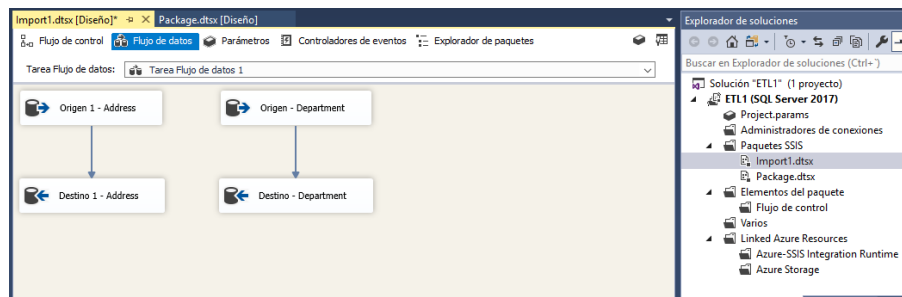 Import1.dtsx [Diseño]* Package.dtsx [Diseño]
Flujo de control Flujo de datos Parámetros Controladores de eventos Explorador de paquetes
Tarea Flujo de datos: Tarea Flujo de datos 1
Origen 1 - Address Origen - Department
Destino 1 - Address Destino - Department
Explorador de soluciones
Buscar en Explorador de soluciones (Ctrl+´)
Solución "ETL1" (1 proyecto)
ETL1 (SQL Server 2017)
Project.params
Administradores de conexiones
Paquetes SSIS
Import1.dtsx
Package.dtsx
Elementos del paquete
Flujo de control
Varios
Linked Azure Resources
Azure-SSIS Integration Runtime
Azure Storage